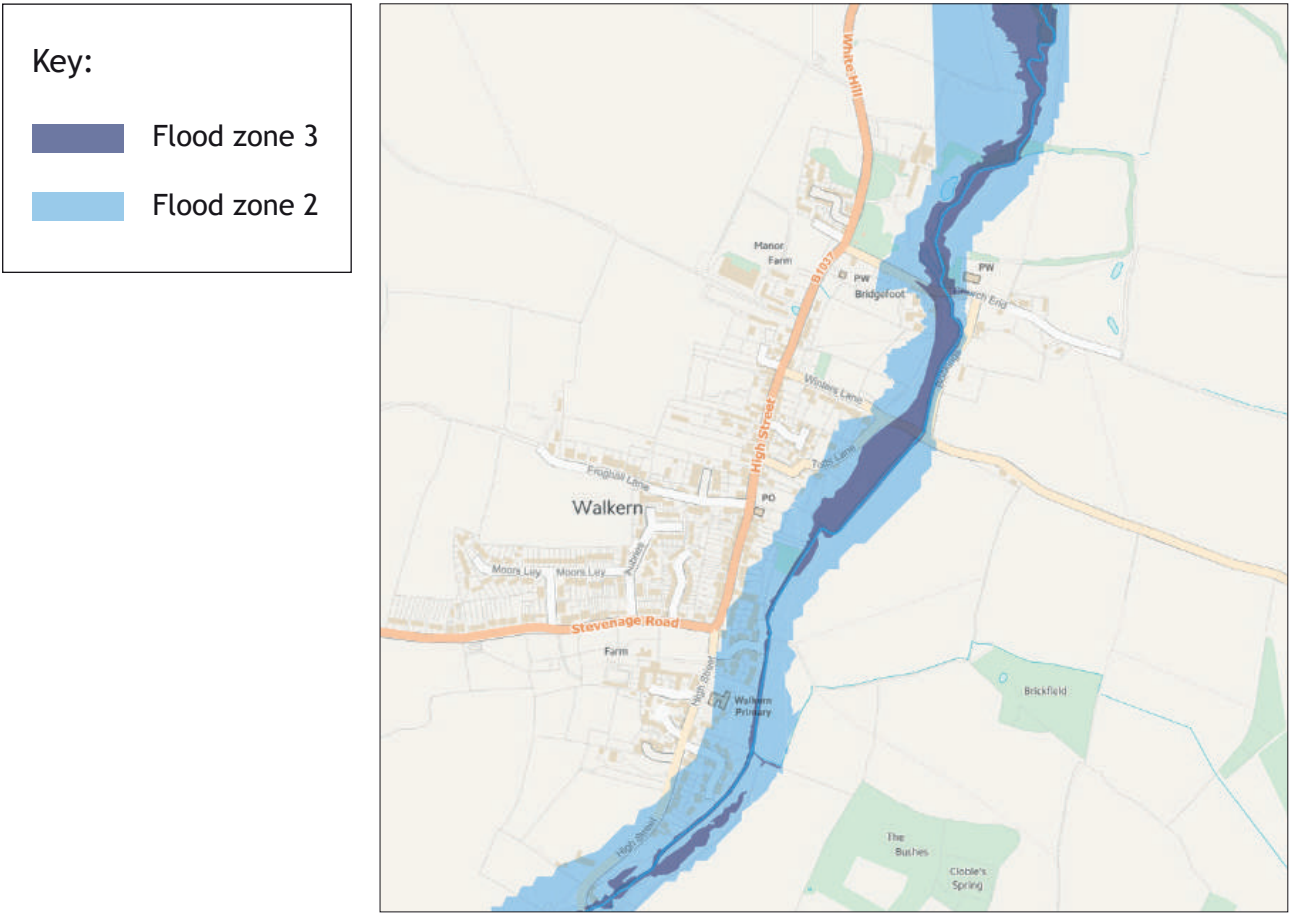 Key:
Flood zone 3
Flood zone 2
White Hill
Manor
Farm
B1037
PW
Bridgefoot
PW
Church End
Winters Lane
High Street
Totts Lane
Froghall Lane
PO
Walkern
Aubries
Moors Ley
Moors Ley
Stevenage Road
Farm
High Street
Walkern
Primary
Brickfield
High Street
The
Bushes
Cloble's
Spring